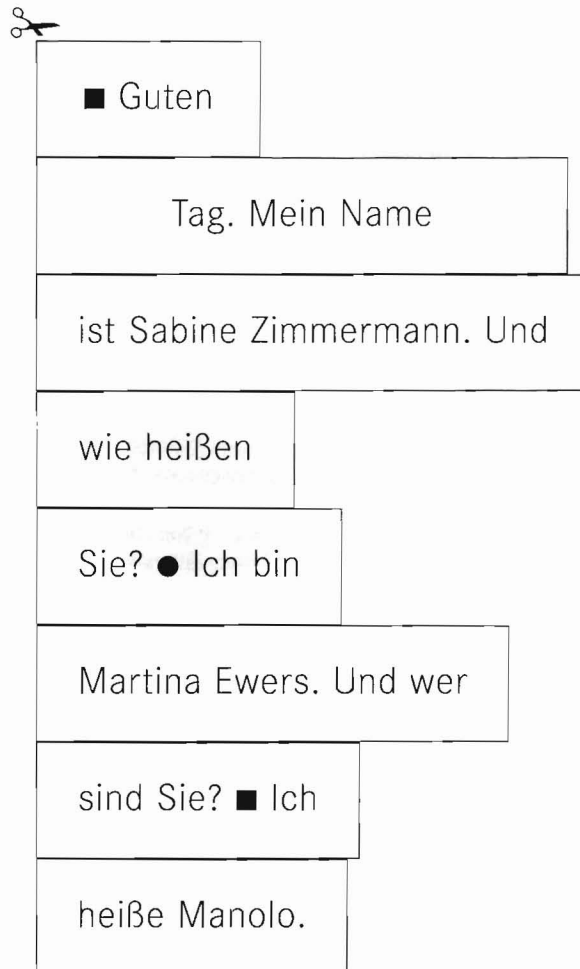 ■ Guten
Tag. Mein Name
ist Sabine Zimmermann. Und
wie heißen
Sie? ● Ich bin
Martina Ewers. Und wer
sind Sie? ■ Ich
heiße Manolo.